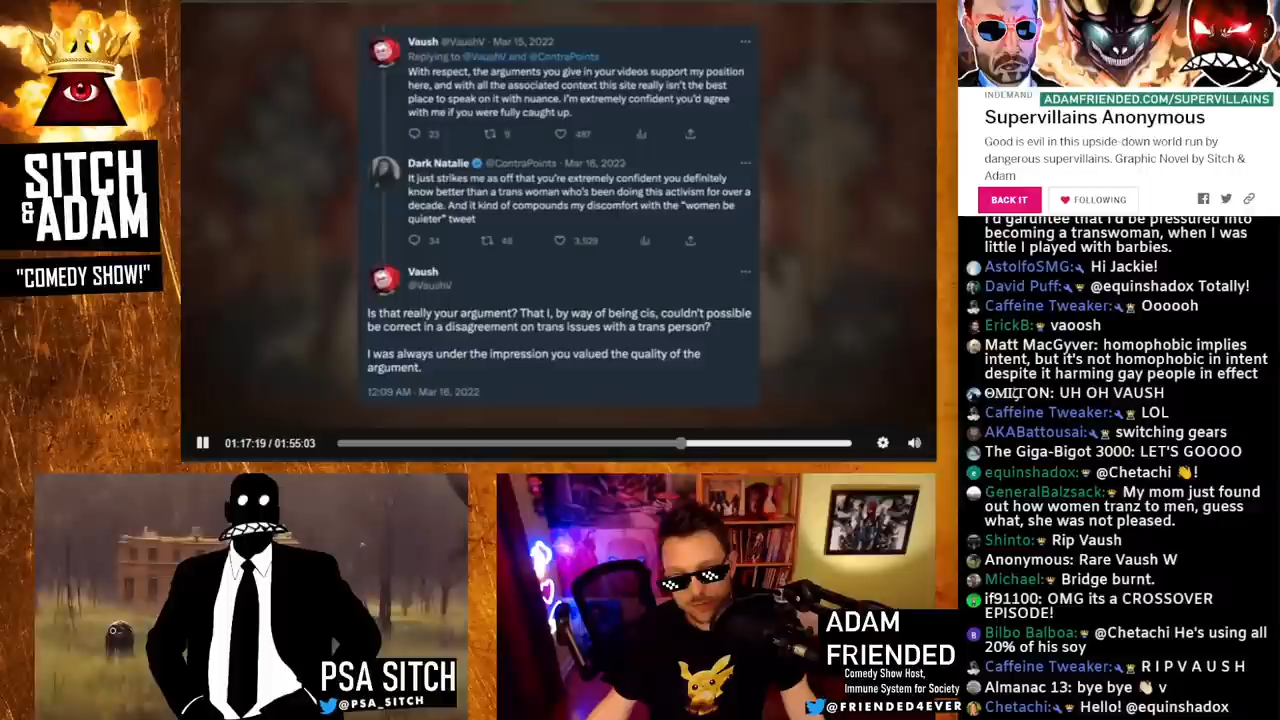 SITCH
& ADAM
"COMEDY SHOW!"
Vaush @VaushV · Mar 15, 2022
Replying to @VaushV and @ContraPoints
With respect, the arguments you give in your videos support my position
here, and with all the associated context this site really isn't the best
place to speak on it with nuance. I'm extremely confident you'd agree
with me if you were fully caught up.
23 9 487
Dark Natalie @ContraPoints · Mar 16, 2022
It just strikes me as off that you're extremely confident you definitely
know better than a trans woman who's been doing this activism for over a
decade. And it kind of compounds my discomfort with the "women be
quieter" tweet
34 48 3,529
Vaush
@VaushV
Is that really your argument? That I, by way of being cis, couldn't possible
be correct in a disagreement on trans issues with a trans person?
I was always under the impression you valued the quality of the
argument.
12:09 AM · Mar 16, 2022
01:17:19 / 01:55:03
PSA SITCH
@PSA_SITCH
ADAM
FRIENDED
Comedy Show Host,
Immune System for Society
@FRIENDED4EVER
INDEMAND
ADAMFRIENDED.COM/SUPERVILLAINS
Supervillains Anonymous
Good is evil in this upside-down world run by
dangerous supervillains. Graphic Novel by Sitch &
Adam
BACK IT
FOLLOWING
I'd garuntee that I'd be pressured into
becoming a transwoman, when I was
little I played with barbies.
AstolfoSMG: Hi Jackie!
David Puff: @equinshadox Totally!
Caffeine Tweaker: Oooooh
ErickB: vaoosh
Matt MacGyver: homophobic implies
intent, but it's not homophobic in intent
despite it harming gay people in effect
UH OH VAUSH
Caffeine Tweaker: LOL
AKABattousai: switching gears
The Giga-Bigot 3000: LET'S GOOOO
equinshadox: @Chetachi 👋!
GeneralBalzsack: My mom just found
out how women tranz to men, guess
what, she was not pleased.
Shinto: Rip Vaush
Anonymous: Rare Vaush W
Michael: Bridge burnt.
if91100: OMG its a CROSSOVER
EPISODE!
Bilbo Balboa: @Chetachi He's using all
20% of his soy
Caffeine Tweaker: R I P V A U S H
Almanac 13: bye bye 👋 v
Chetachi: Hello! @equinshadox